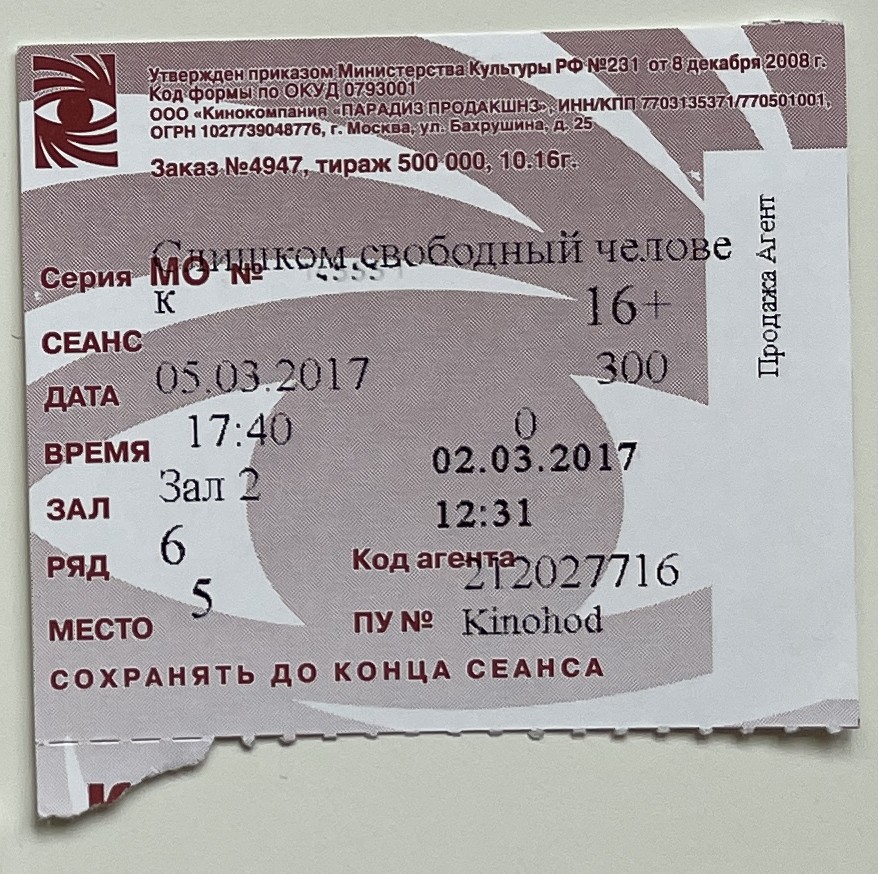 Утвержден приказом Министерства Культуры РФ №231 от 8 декабря 2008 г.
Код формы по ОКУД 0793001
ООО «Кинокомпания «ПАРАДИЗ ПРОДАКШНЗ», ИНН/КПП 7703135371/770501001,
ОГРН 1027739048776, г. Москва, ул. Бахрушина, д. 25
Заказ №4947, тираж 500 000, 10.16г.
Слишком свободный челове
Серия МО №
к 16+
СЕАНС
ДАТА 05.03.2017 300
ВРЕМЯ 17:40 0
02.03.2017
ЗАЛ Зал 2 12:31
РЯД 6 Код агента 212027716
МЕСТО 5 ПУ № Kinohod
СОХРАНЯТЬ ДО КОНЦА СЕАНСА
Продажа Агент